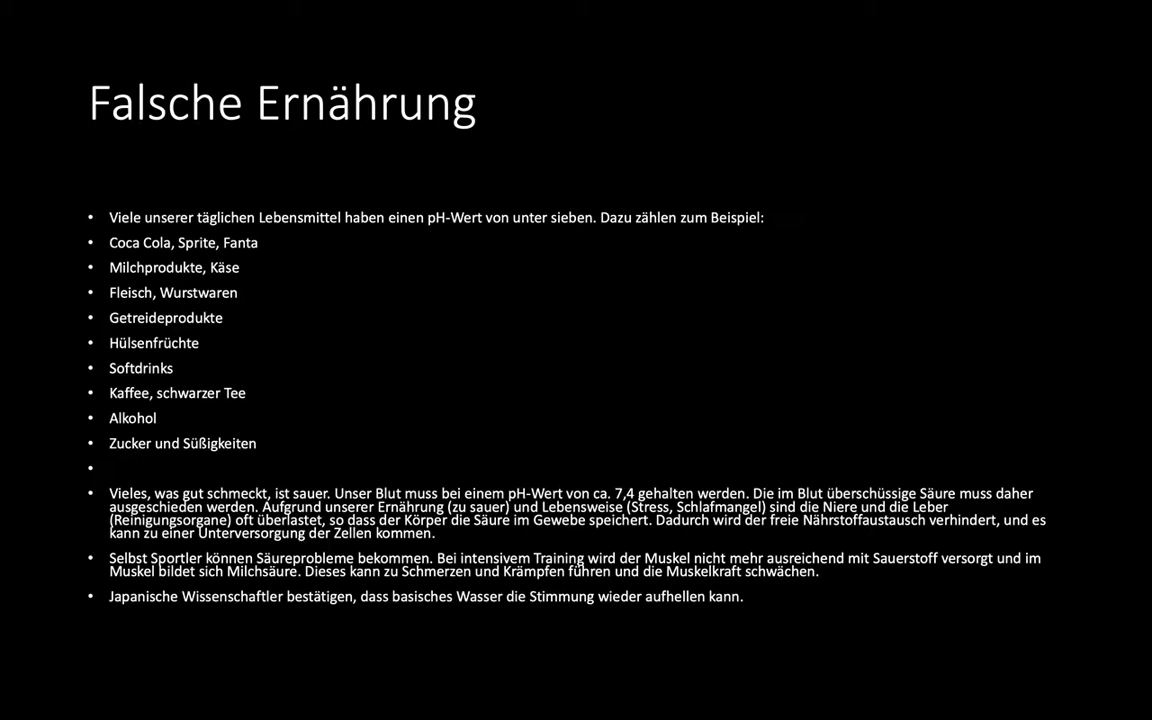 Falsche Ernährung
• Viele unserer täglichen Lebensmittel haben einen pH-Wert von unter sieben. Dazu zählen zum Beispiel:
• Coca Cola, Sprite, Fanta
• Milchprodukte, Käse
• Fleisch, Wurstwaren
• Getreideprodukte
• Hülsenfrüchte
• Softdrinks
• Kaffee, schwarzer Tee
• Alkohol
• Zucker und Süßigkeiten
•
• Vieles, was gut schmeckt, ist sauer. Unser Blut muss bei einem pH-Wert von ca. 7,4 gehalten werden. Die im Blut überschüssige Säure muss daher
ausgeschieden werden. Aufgrund unserer Ernährung (zu sauer) und Lebensweise (Stress, Schlafmangel) sind die Niere und die Leber
(Reinigungsorgane) oft überlastet, so dass der Körper die Säure im Gewebe speichert. Dadurch wird der freie Nährstoffaustausch verhindert, und es
kann zu einer Unterversorgung der Zellen kommen.
• Selbst Sportler können Säureprobleme bekommen. Bei intensivem Training wird der Muskel nicht mehr ausreichend mit Sauerstoff versorgt und im
Muskel bildet sich Milchsäure. Dieses kann zu Schmerzen und Krämpfen führen und die Muskelkraft schwächen.
• Japanische Wissenschaftler bestätigen, dass basisches Wasser die Stimmung wieder aufhellen kann.